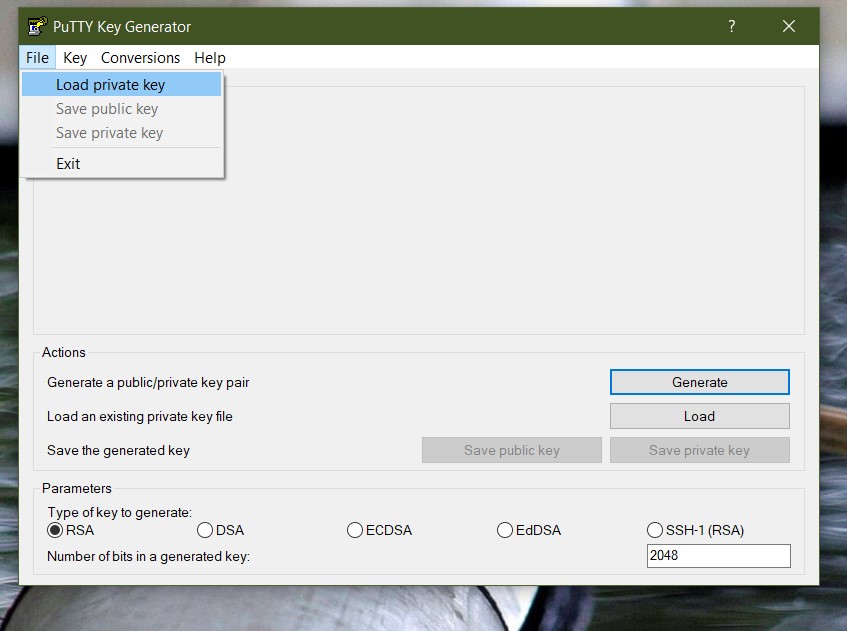 PuTTY Key Generator ?
File Key Conversions Help
Load private key
Save public key
Save private key
Exit
Actions
Generate a public/private key pair Generate
Load an existing private key file Load
Save the generated key Save public key Save private key
Parameters
Type of key to generate:
RSA DSA ECDSA EdDSA SSH-1 (RSA)
Number of bits in a generated key: 2048